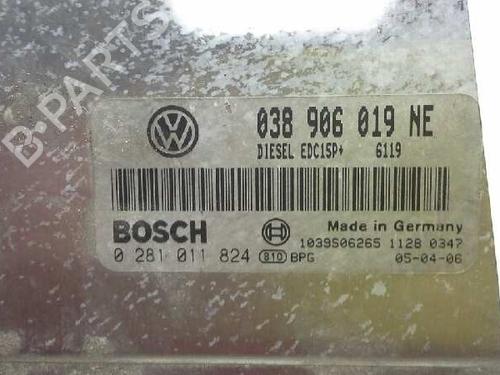 038 906 019 NE
DIESEL EDC15P+ 6119
BOSCH
Made in Germany
1039S06265 1128 0347
0 281 011 824 810 BPG 05-04-06
B-PARTS